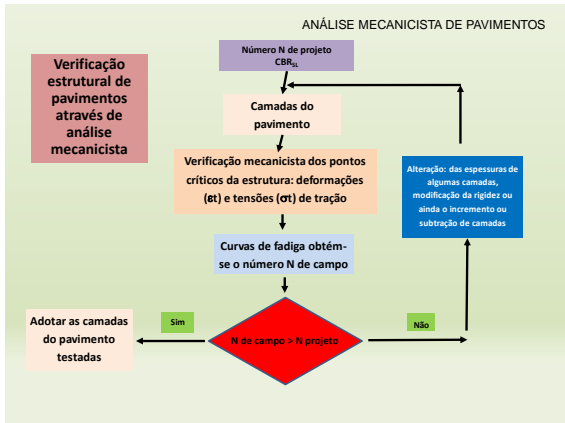 ANÁLISE MECANICISTA DE PAVIMENTOS
Verificação
estrutural de
pavimentos
através de
análise
mecanicista
Número N de projeto
CBRSL
Camadas do
pavimento
Verificação mecanicista dos pontos
críticos da estrutura: deformações
(εt) e tensões (σt) de tração
Alteração: das espessuras de
algumas camadas,
modificação da rigidez ou
ainda o incremento ou
subtração de camadas
Curvas de fadiga obtém-
se o número N de campo
Sim
Não
N de campo > N projeto
Adotar as camadas
do pavimento
testadas